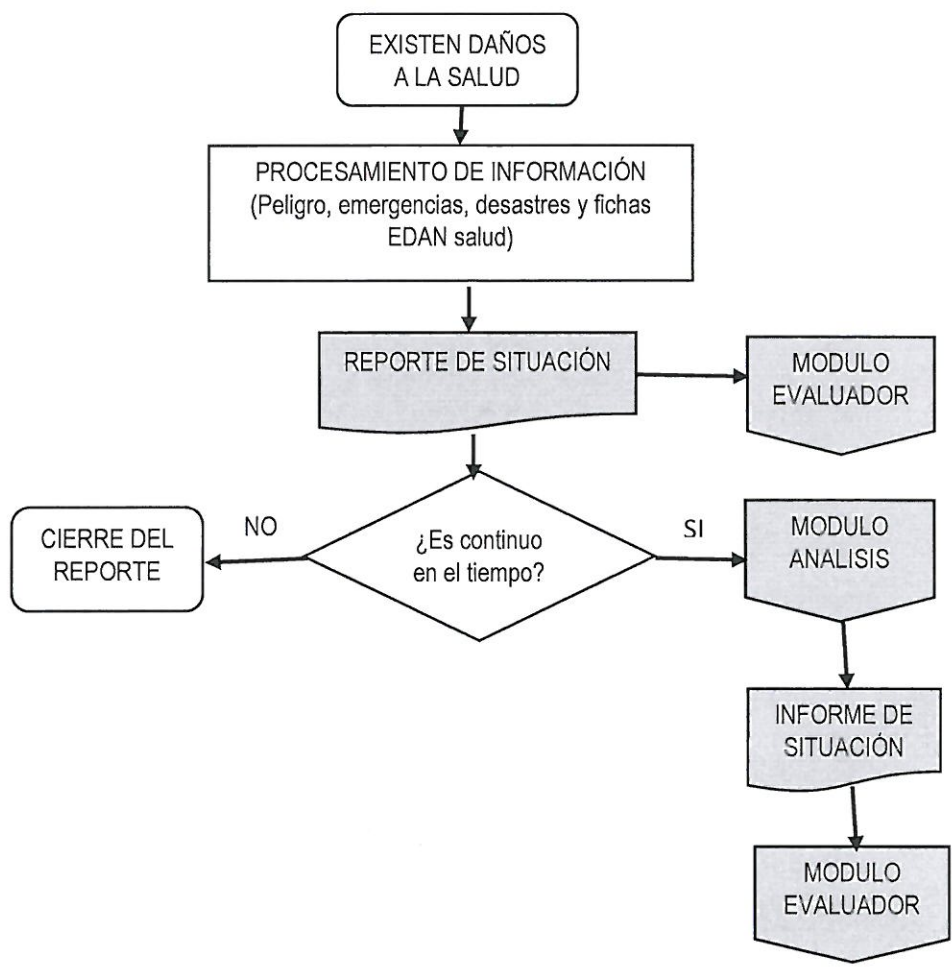 EXISTEN DAÑOS
A LA SALUD
PROCESAMIENTO DE INFORMACIÓN
(Peligro, emergencias, desastres y fichas
EDAN salud)
REPORTE DE SITUACIÓN
MODULO
EVALUADOR
CIERRE DEL
REPORTE
NO
¿Es continuo
en el tiempo?
SI
MODULO
ANALISIS
INFORME DE
SITUACIÓN
MODULO
EVALUADOR